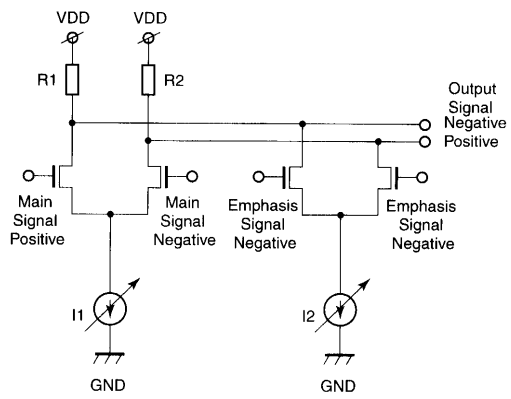 VDD VDD
R1 R2
Output
Signal
Negative
Positive
Main
Signal
Positive
Main
Signal
Negative
Emphasis
Signal
Negative
Emphasis
Signal
Negative
I1 I2
GND GND